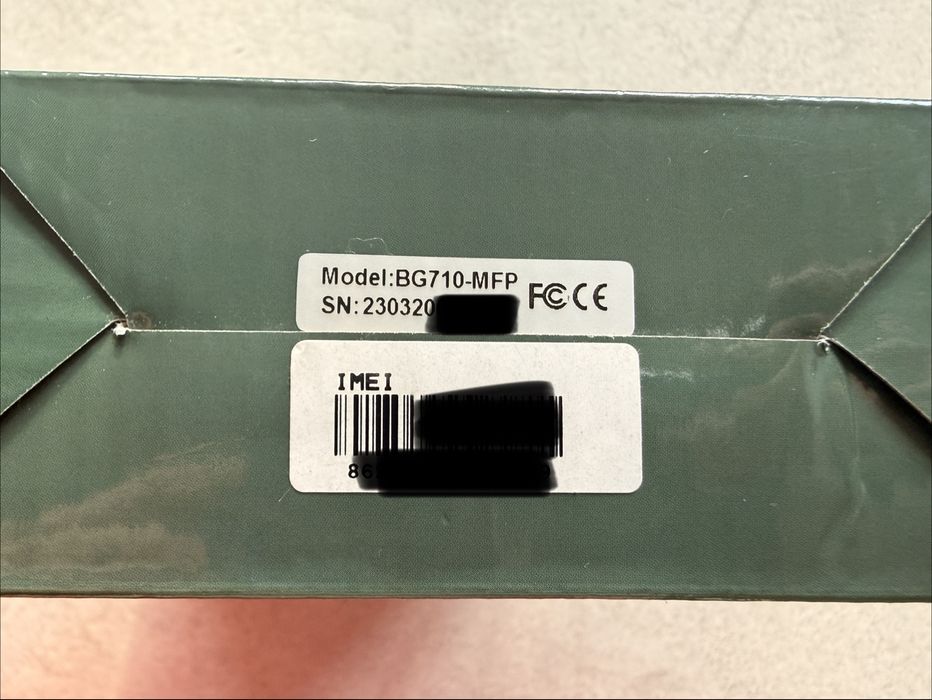 Model:BG710-MFP
SN:230320
FC CE
IMEI
86